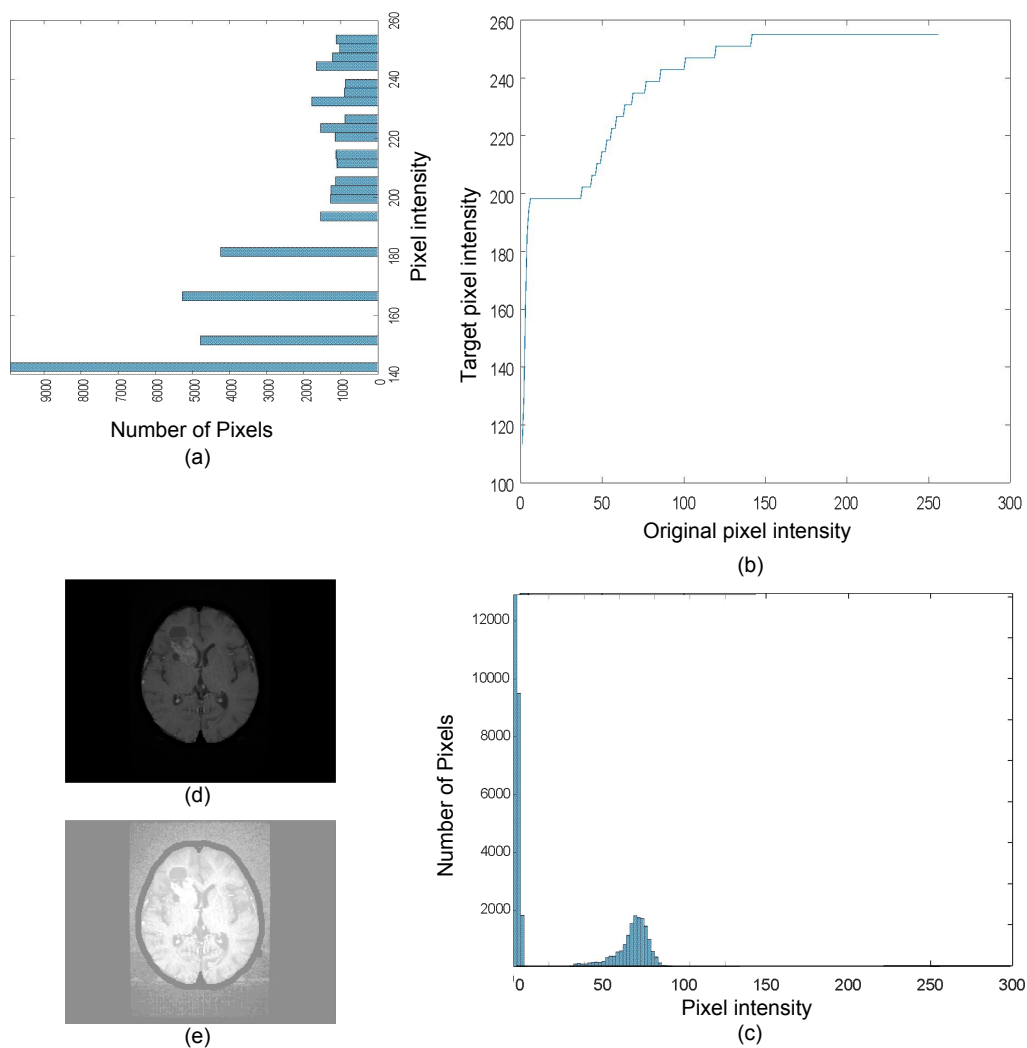 260
240
220
200
180
160
140
Pixel intensity
9000
8000
7000
6000
5000
4000
3000
2000
1000
0
Number of Pixels
(a)
260
240
220
200
180
160
140
120
100
Target pixel intensity
0 50 100 150 200 250 300
Original pixel intensity
(b)
(d)
(e)
12000
10000
8000
6000
4000
2000
Number of Pixels
0 50 100 150 200 250 300
Pixel intensity
(c)